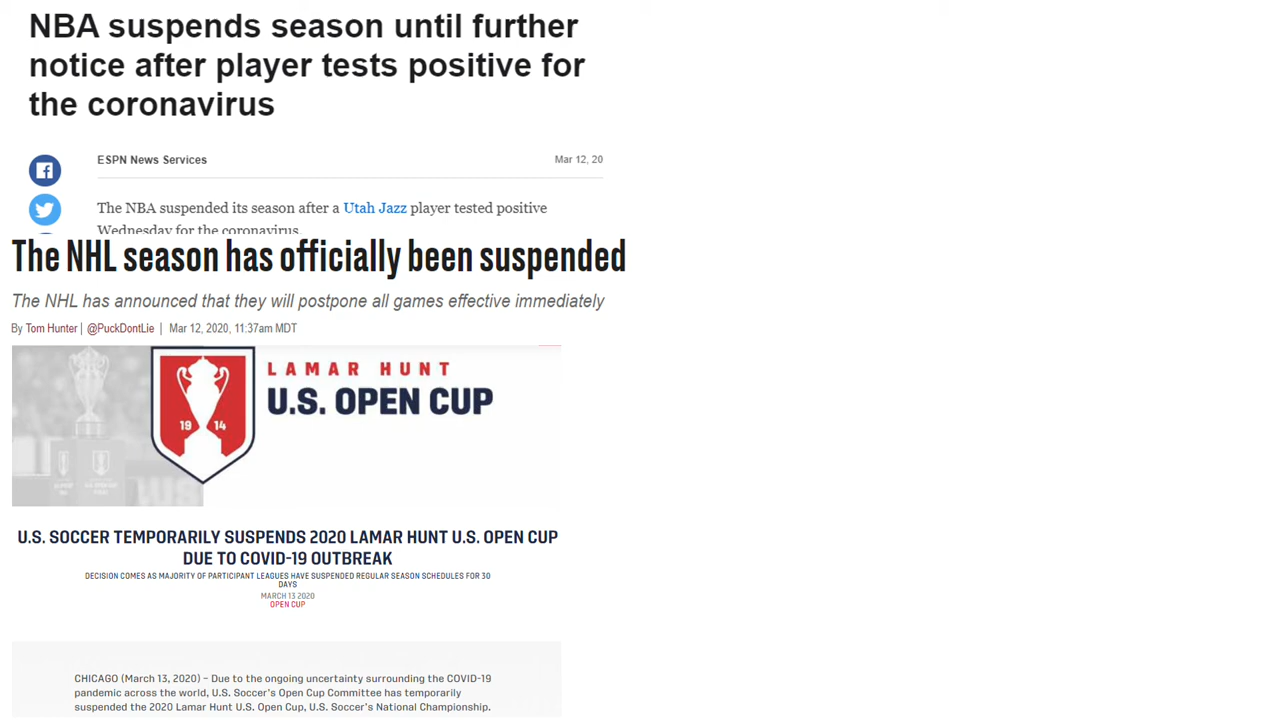 NBA suspends season until further
notice after player tests positive for
the coronavirus
ESPN News Services
Mar 12, 20
The NBA suspended its season after a Utah Jazz player tested positive
Wednesday for the coronavirus.
The NHL season has officially been suspended
The NHL has announced that they will postpone all games effective immediately
By Tom Hunter | @PuckDontLie | Mar 12, 2020, 11:37am MDT
LAMAR HUNT
U.S. OPEN CUP
19 14
U.S. SOCCER TEMPORARILY SUSPENDS 2020 LAMAR HUNT U.S. OPEN CUP
DUE TO COVID-19 OUTBREAK
DECISION COMES AS MAJORITY OF PARTICIPANT LEAGUES HAVE SUSPENDED REGULAR SEASON SCHEDULES FOR 30
DAYS
MARCH 13 2020
OPEN CUP
CHICAGO (March 13, 2020) – Due to the ongoing uncertainty surrounding the COVID-19
pandemic across the world, U.S. Soccer's Open Cup Committee has temporarily
suspended the 2020 Lamar Hunt U.S. Open Cup, U.S. Soccer's National Championship.